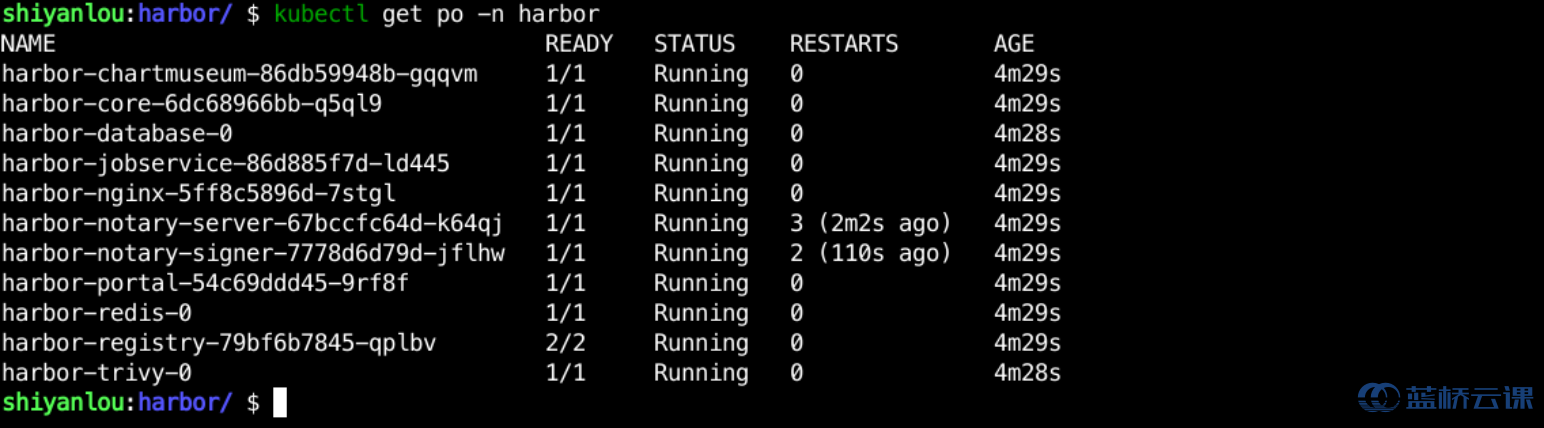 shiyanlou:harbor/ $ kubectl get po -n harbor
NAME READY STATUS RESTARTS AGE
harbor-chartmuseum-86db59948b-gqqvm 1/1 Running 0 4m29s
harbor-core-6dc68966bb-q5ql9 1/1 Running 0 4m29s
harbor-database-0 1/1 Running 0 4m28s
harbor-jobservice-86d885f7d-ld445 1/1 Running 0 4m29s
harbor-nginx-5ff8c5896d-7stgl 1/1 Running 0 4m29s
harbor-notary-server-67bccfc64d-k64qj 1/1 Running 3 (2m2s ago) 4m29s
harbor-notary-signer-7778d6d79d-jflhw 1/1 Running 2 (110s ago) 4m29s
harbor-portal-54c69ddd45-9rf8f 1/1 Running 0 4m29s
harbor-redis-0 1/1 Running 0 4m29s
harbor-registry-79bf6b7845-qplbv 2/2 Running 0 4m29s
harbor-trivy-0 1/1 Running 0 4m28s
shiyanlou:harbor/ $
蓝桥云课